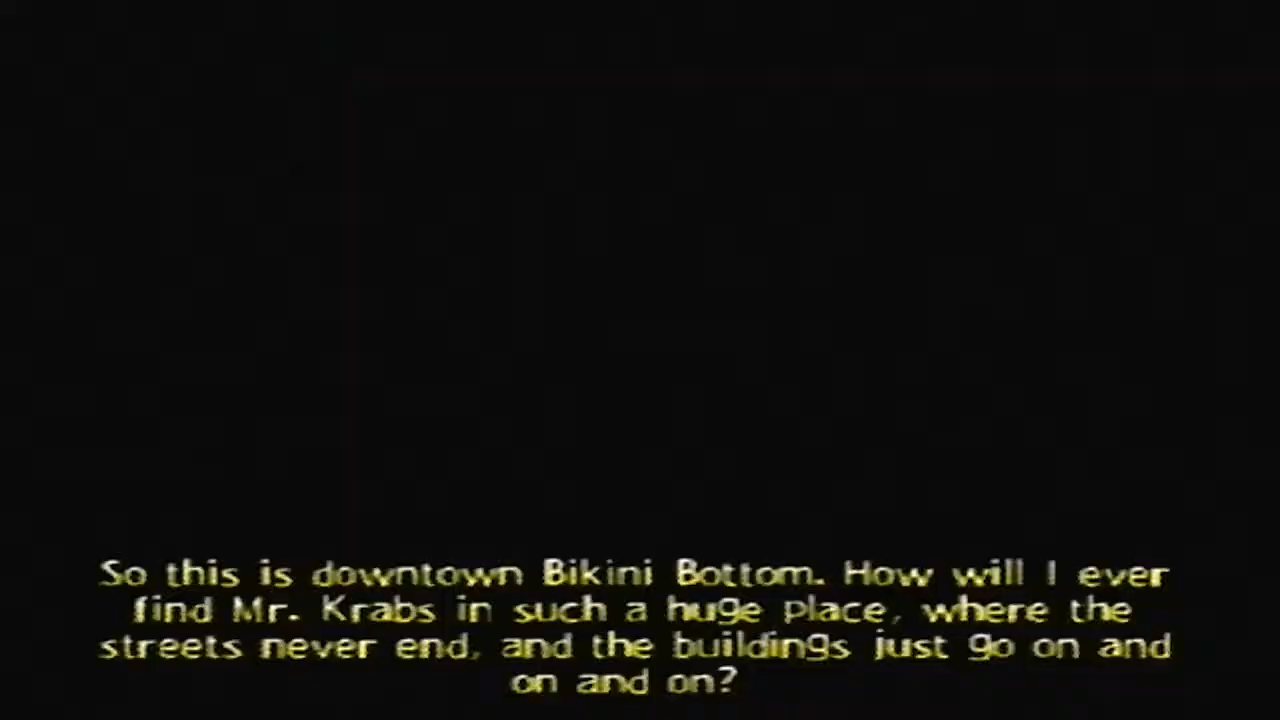 So this is downtown Bikini Bottom. How will I ever
find Mr. Krabs in such a huge place, where the
streets never end, and the buildings just go on and
on and on?